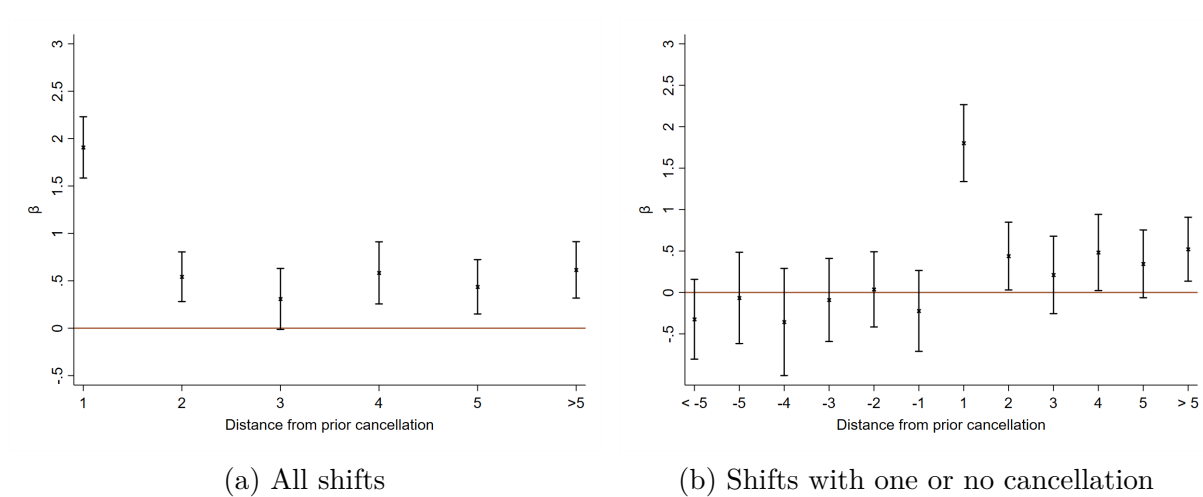 3
2.5
2
1.5
1
.5
0
-.5
β
1 2 3 4 5 >5
Distance from prior cancellation
(a) All shifts
3
2.5
2
1.5
1
.5
0
-.5
β
< -5 -5 -4 -3 -2 -1 1 2 3 4 5 > 5
Distance from prior cancellation
(b) Shifts with one or no cancellation